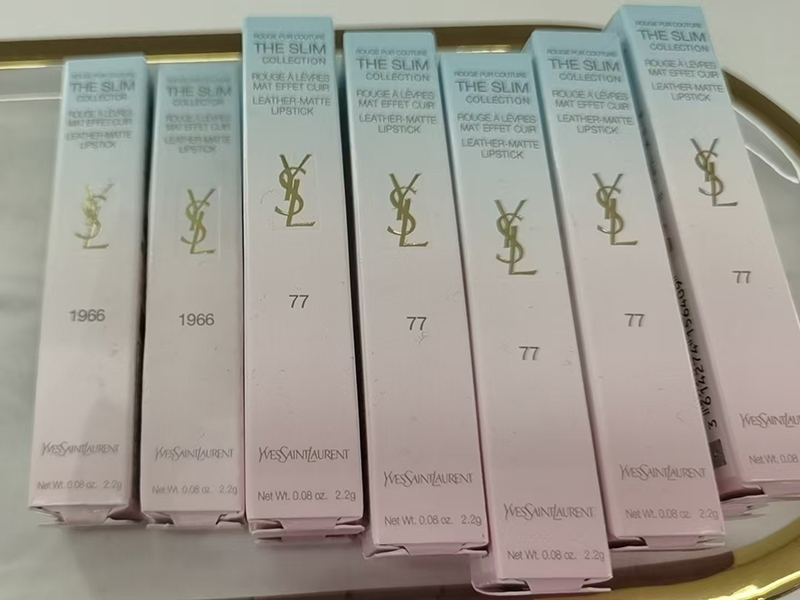 ROUGE PUR COUTURE
THE SLIM
COLLECTION
ROUGE À LÈVRES
MAT EFFET CUIR
LEATHER-MATTE
LIPSTICK
YSL
1966
YVESSAINTLAURENT
Net Wt. 0.08 oz. 2.2g
ROUGE PUR COUTURE
THE SLIM
COLLECTION
ROUGE À LÈVRES
MAT EFFET CUIR
LEATHER-MATTE
LIPSTICK
YSL
1966
YVESSAINTLAURENT
Net Wt. 0.08 oz. 2.2g
ROUGE PUR COUTURE
THE SLIM
COLLECTION
ROUGE À LÈVRES
MAT EFFET CUIR
LEATHER-MATTE
LIPSTICK
YSL
77
YVESSAINTLAURENT
Net Wt. 0.08 oz. 2.2g
ROUGE PUR COUTURE
THE SLIM
COLLECTION
ROUGE À LÈVRES
MAT EFFET CUIR
LEATHER-MATTE
LIPSTICK
YSL
77
YVESSAINTLAURENT
Net Wt. 0.08 oz. 2.2g
ROUGE PUR COUTURE
THE SLIM
COLLECTION
ROUGE À LÈVRES
MAT EFFET CUIR
LEATHER-MATTE
LIPSTICK
YSL
77
YVESSAINTLAURENT
Net Wt. 0.08 oz. 2.2g
ROUGE PUR COUTURE
THE SLIM
COLLECTION
ROUGE À LÈVRES
MAT EFFET CUIR
LEATHER-MATTE
LIPSTICK
YSL
77
YVESSAINTLAURENT
Net Wt. 0.08 oz. 2.2g
ROUGE PUR COUTURE
THE SLIM
COLLECTION
ROUGE À LÈVRES
MAT EFFET CUIR
LEATHER-MATTE
LIPSTICK
YSL
77
Net Wt. 0.08